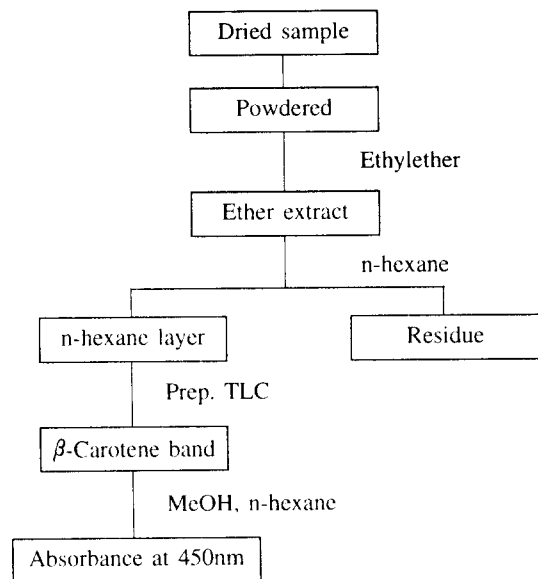 Dried sample
Powdered
Ethylether
Ether extract
n-hexane
n-hexane layer
Residue
Prep. TLC
β-Carotene band
MeOH, n-hexane
Absorbance at 450nm